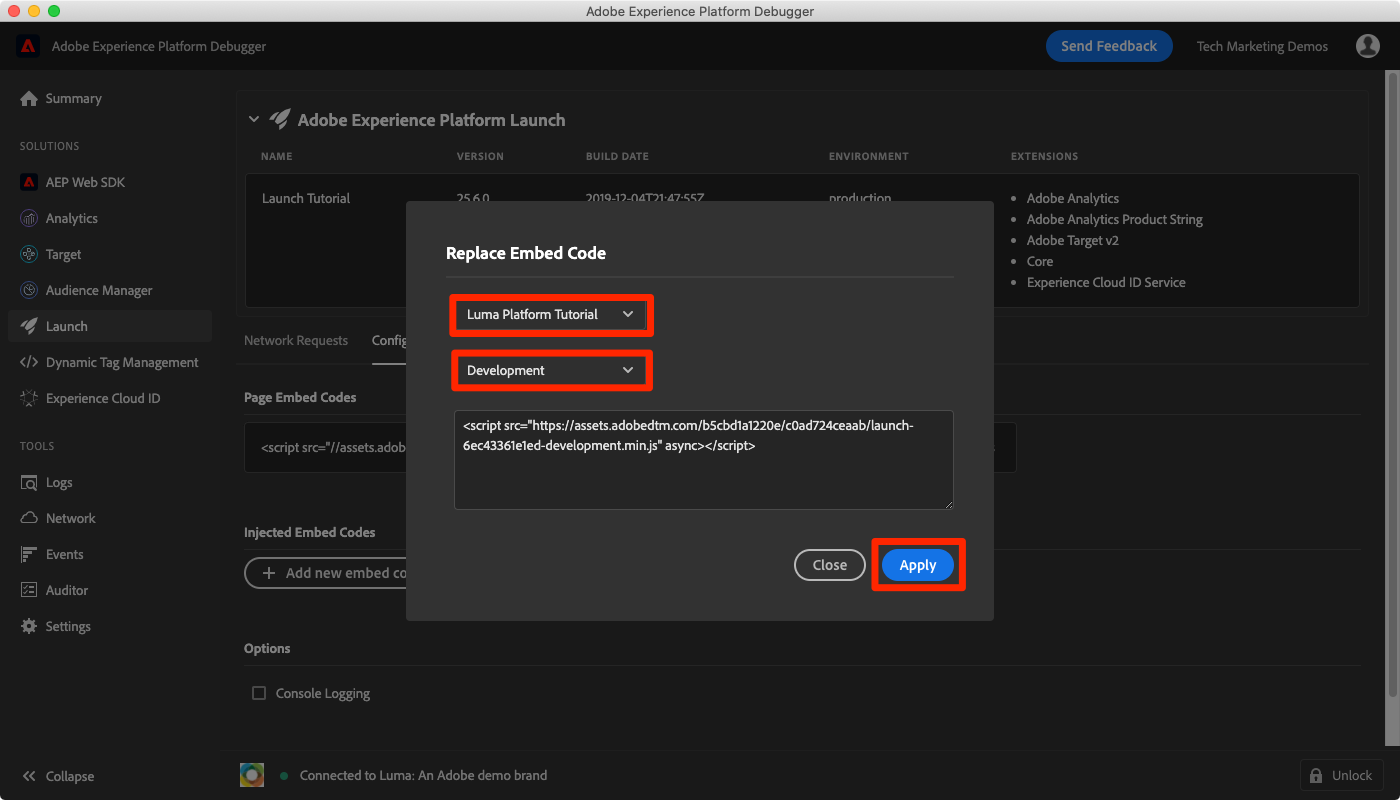 Adobe Experience Platform Debugger
Adobe Experience Platform Debugger
Send Feedback
Tech Marketing Demos
Summary
SOLUTIONS
AEP Web SDK
Analytics
Target
Audience Manager
Launch
Dynamic Tag Management
Experience Cloud ID
TOOLS
Logs
Network
Events
Auditor
Settings
Collapse
Adobe Experience Platform Launch
NAME VERSION BUILD DATE ENVIRONMENT EXTENSIONS
Launch Tutorial 25.6.0 2019-12-04T21:47:55Z production
Adobe Analytics
Adobe Analytics Product String
Adobe Target v2
Core
Experience Cloud ID Service
Network Requests Config
Page Embed Codes
<script src="//assets.adob
Injected Embed Codes
Add new embed co
Options
Console Logging
Replace Embed Code
Luma Platform Tutorial
Development
<script src="https://assets.adobedtm.com/b5cbd1a1220e/c0ad724ceaab/launch-
6ec43361e1ed-development.min.js" async></script>
Close
Apply
Connected to Luma: An Adobe demo brand
Unlock